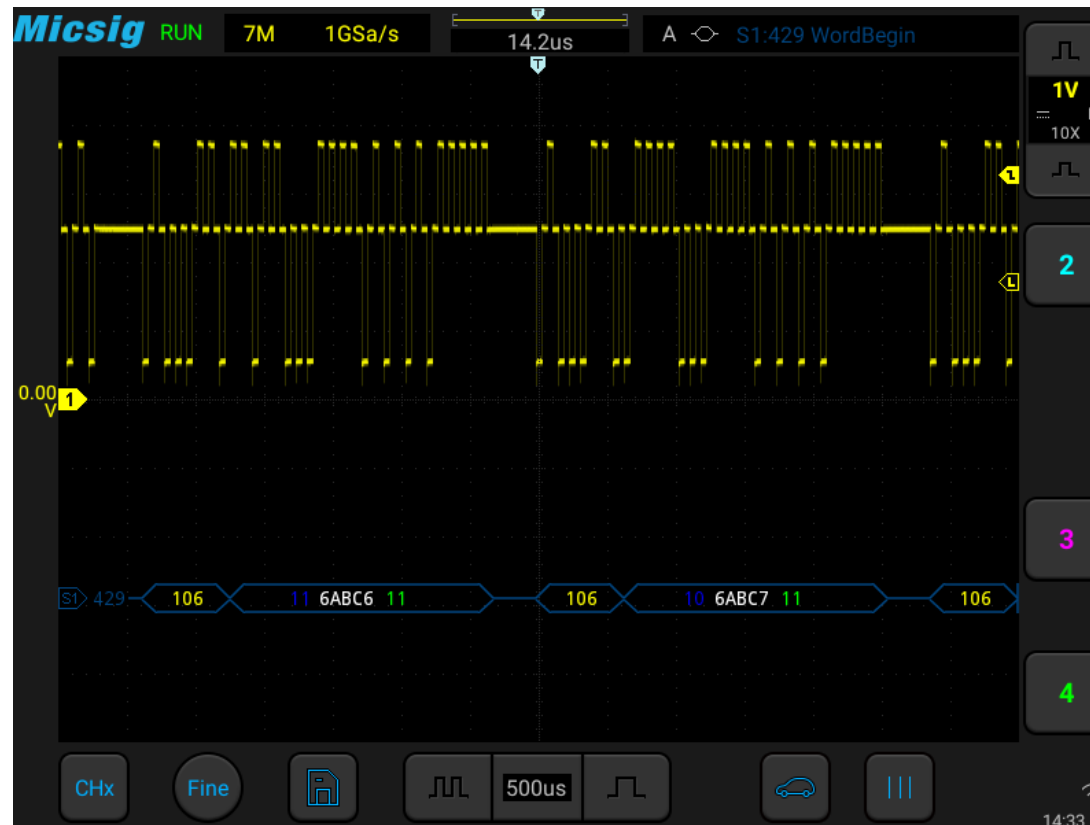 Micsig RUN 7M 1GSa/s 14.2us A S1:429 WordBegin
T
T
1V
10X
L
2
0.00
V
1
3
S1 429 106 11 6ABC6 11 106 10 6ABC7 11 106
4
CHx Fine 500us
14:33